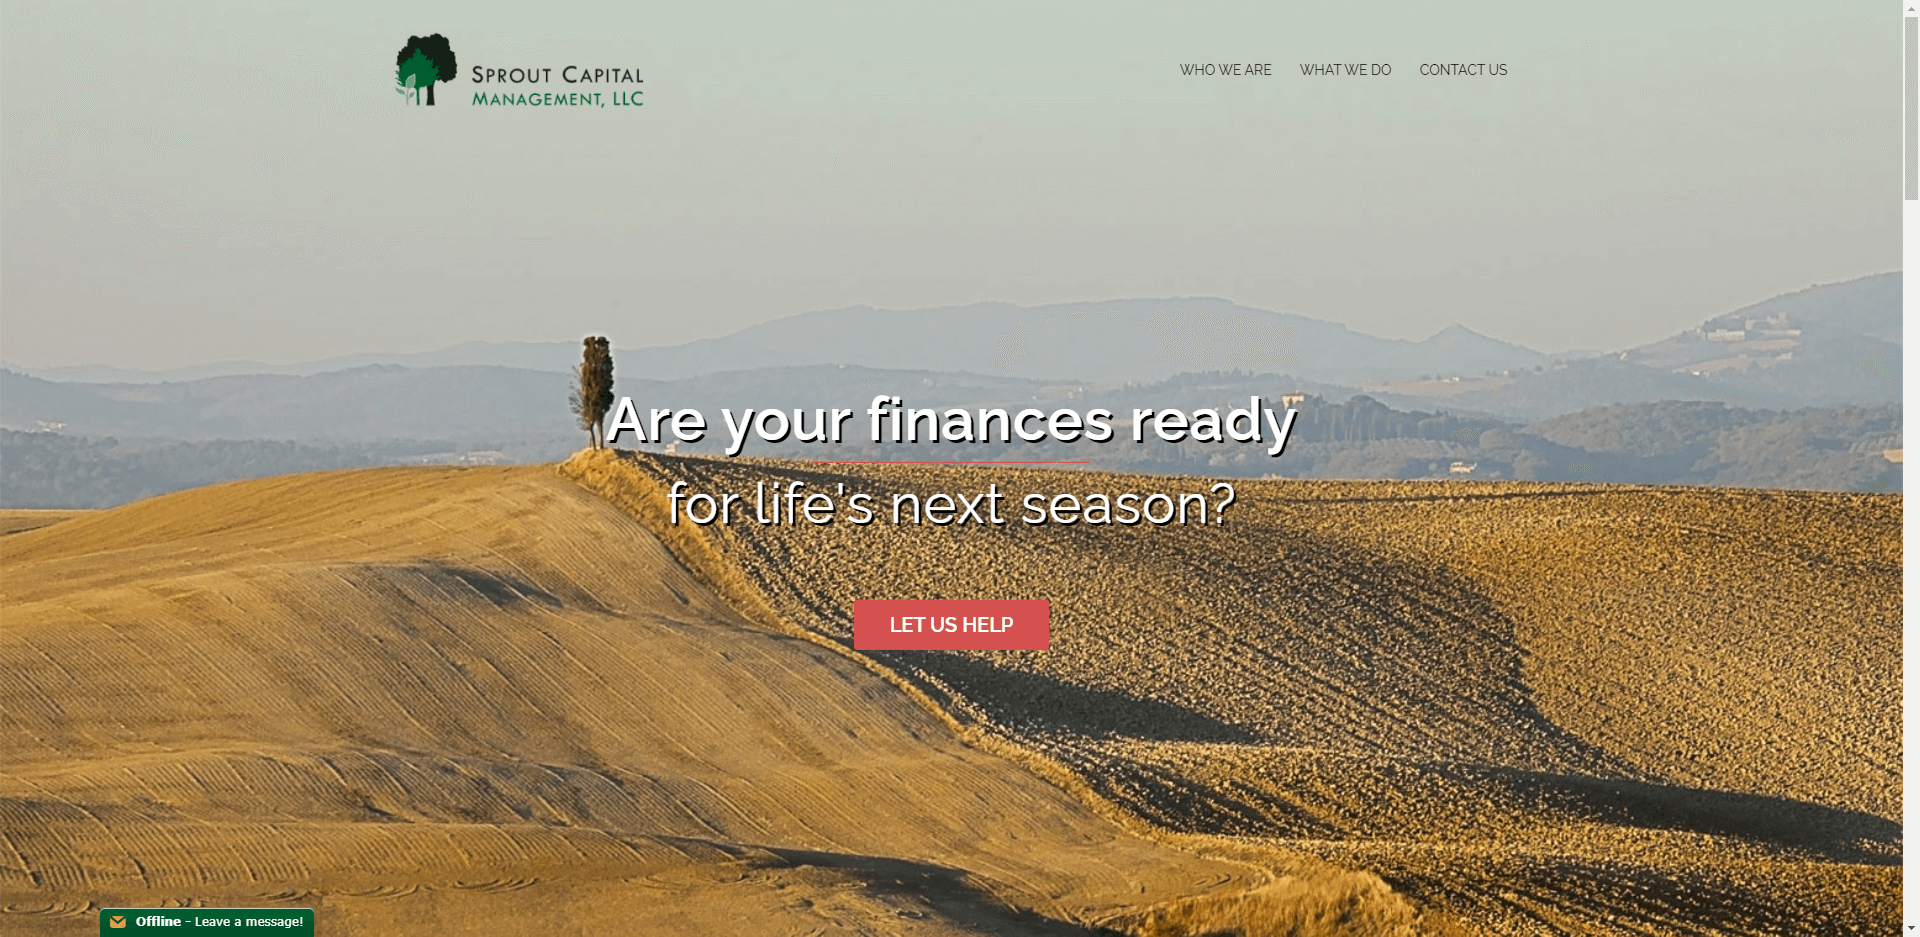 SPROUT CAPITAL
MANAGEMENT, LLC
WHO WE ARE
WHAT WE DO
CONTACT US
Are your finances ready
for life's next season?
LET US HELP
Offline - Leave a message!